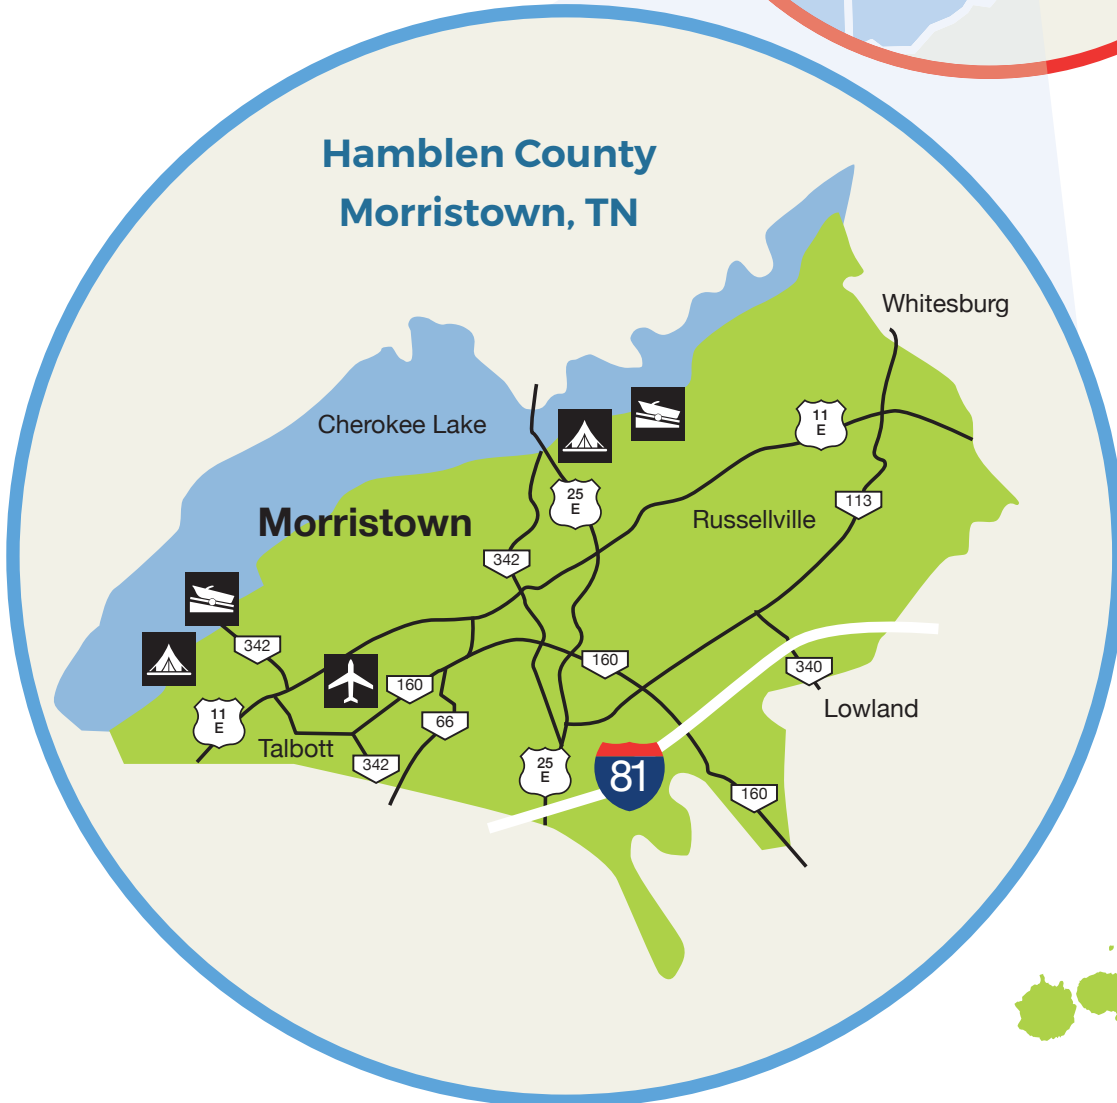 Hamblen County
Morristown, TN
Whitesburg
Cherokee Lake
11
E
25
E
Morristown
Russellville
113
342
342
160
340
160
11
E
66
Lowland
Talbott
342
25
E
81
160